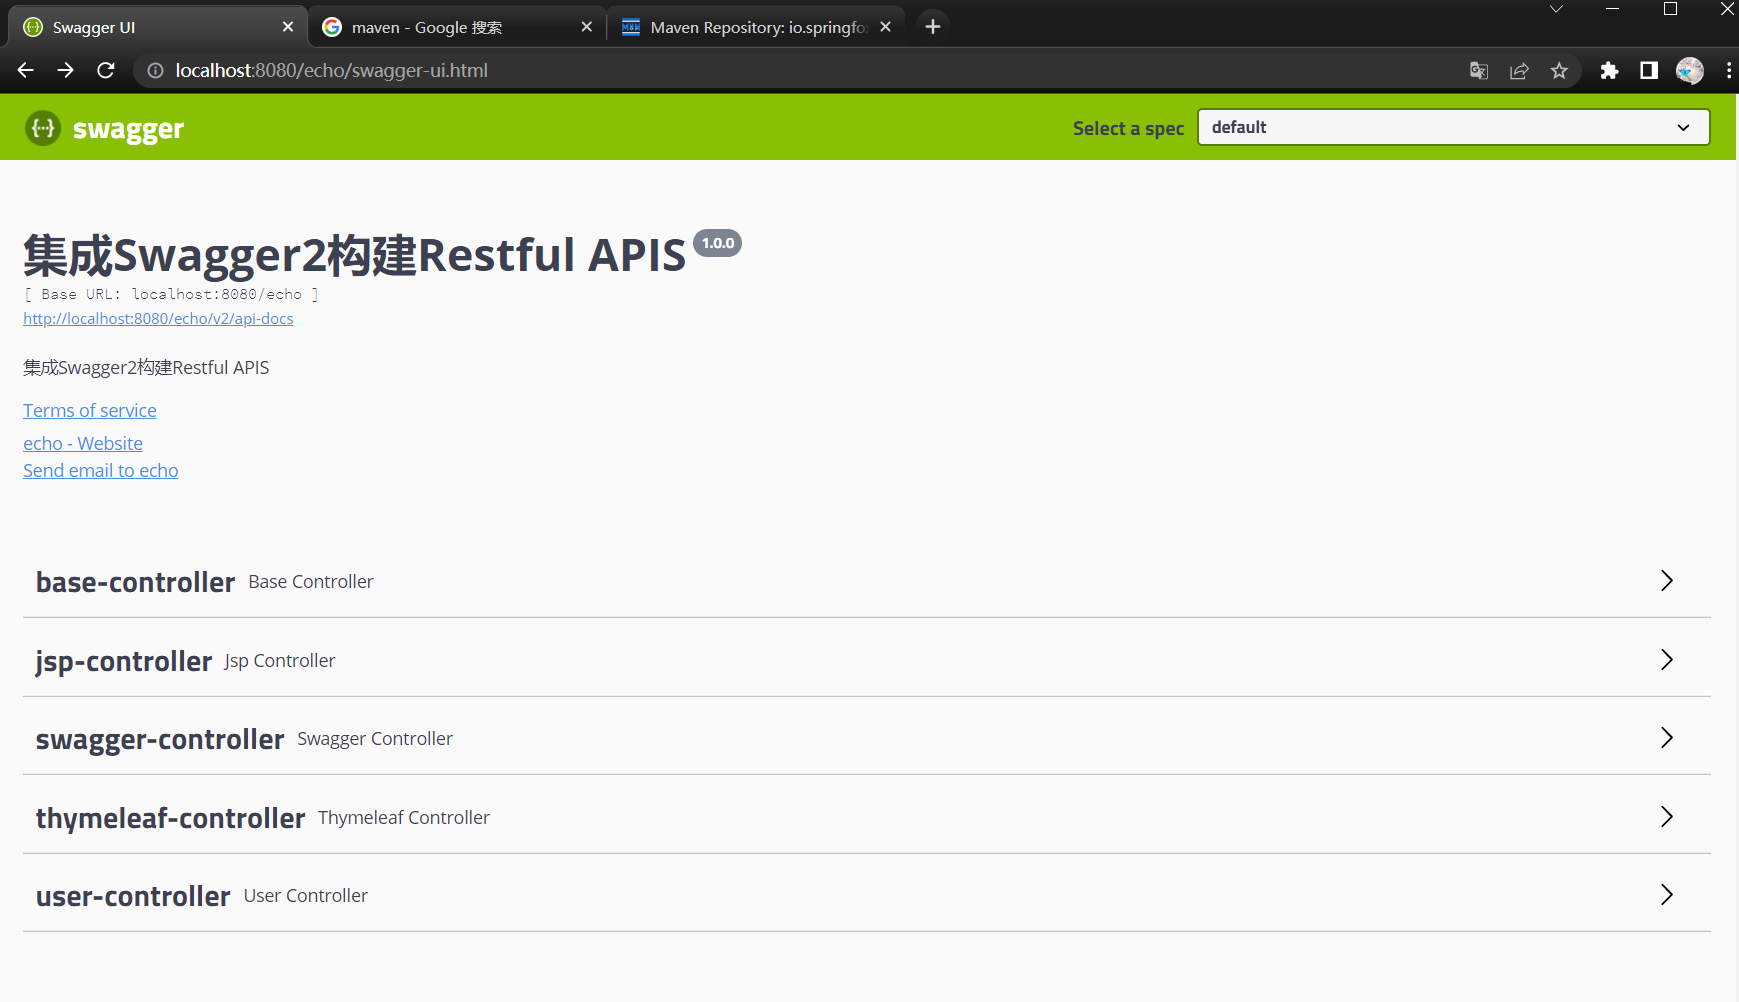 Swagger UI
maven - Google 搜索
Maven Repository: io.springfo
localhost:8080/echo/swagger-ui.html
swagger
Select a spec
default
集成Swagger2构建Restful APIS 1.0.0
[ Base URL: localhost:8080/echo ]
http://localhost:8080/echo/v2/api-docs
集成Swagger2构建Restful APIS
Terms of service
echo - Website
Send email to echo
base-controller Base Controller
jsp-controller Jsp Controller
swagger-controller Swagger Controller
thymeleaf-controller Thymeleaf Controller
user-controller User Controller